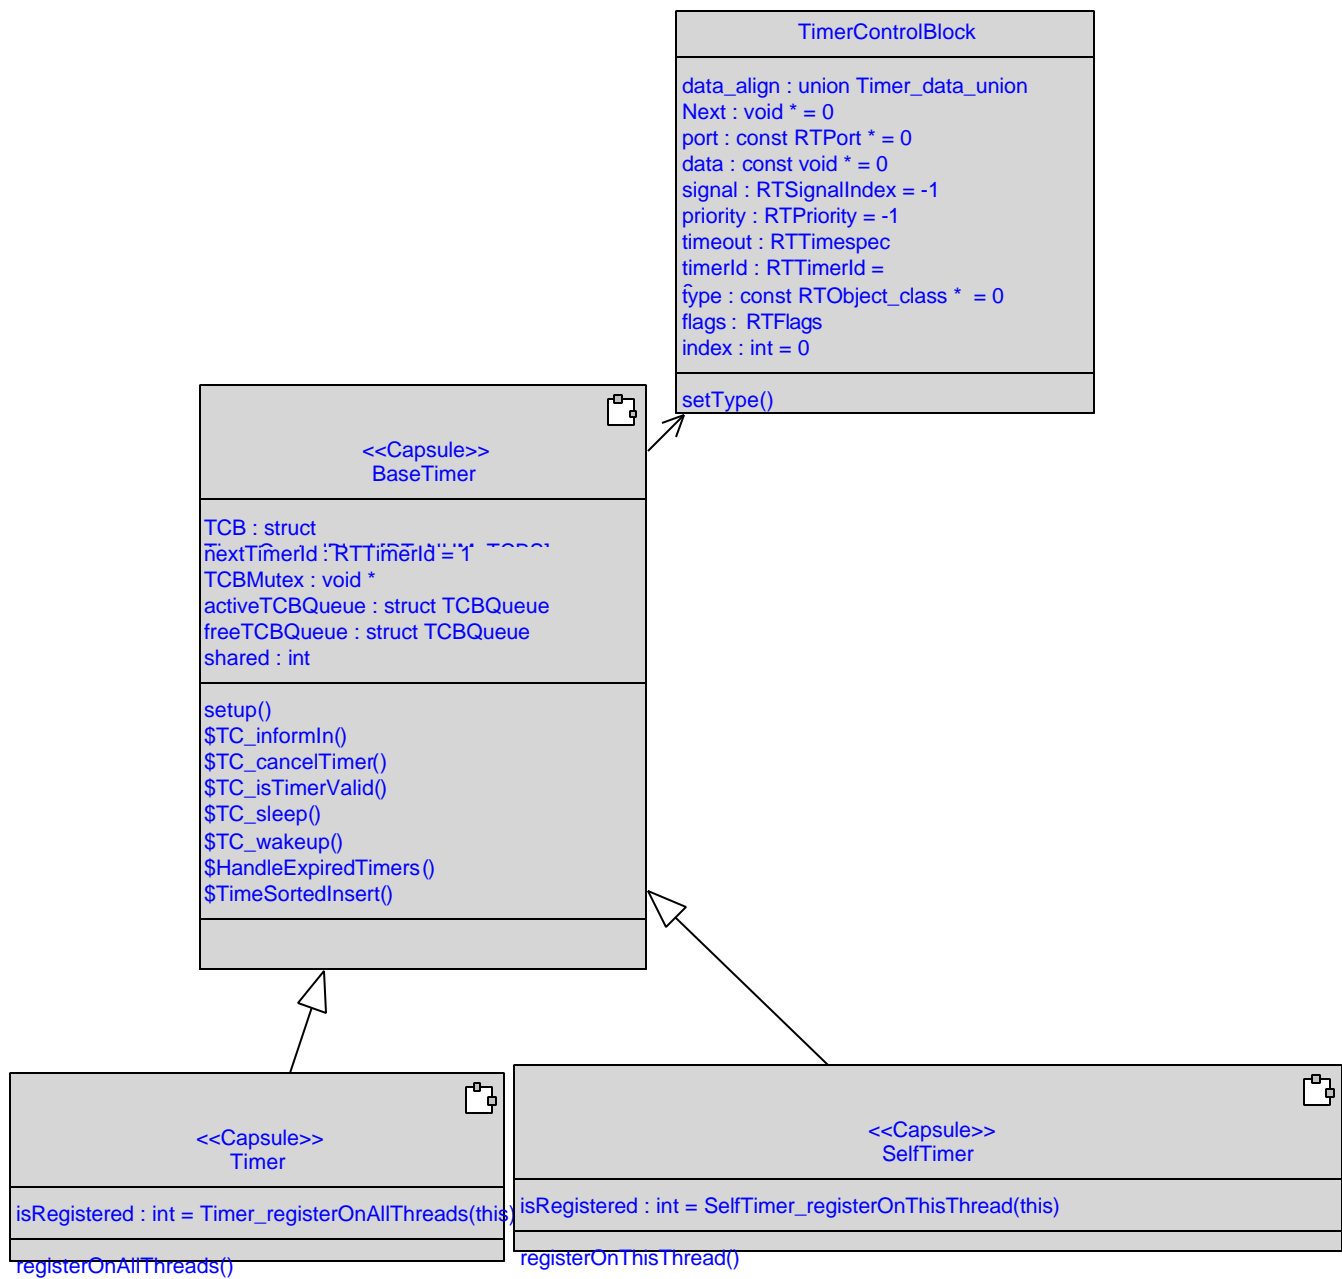 TimerControlBlock
data_align : union Timer_data_union
Next : void * = 0
port : const RTPort * = 0
data : const void * = 0
signal : RTSignalIndex = -1
priority : RTPriority = -1
timeout : RTTimespec
timerId : RTTimerId =
type : const RTObject_class * = 0
flags : RTFlags
index : int = 0
setType()
<<Capsule>>
BaseTimer
TCB : struct
nextTimerId : RTTimerId = 1
TCBMutex : void *
activeTCBQueue : struct TCBQueue
freeTCBQueue : struct TCBQueue
shared : int
setup()
$TC_informIn()
$TC_cancelTimer()
$TC_isTimerValid()
$TC_sleep()
$TC_wakeup()
$HandleExpiredTimers()
$TimeSortedInsert()
<<Capsule>>
Timer
isRegistered : int = Timer_registerOnAllThreads(this)
registerOnAllThreads()
<<Capsule>>
SelfTimer
isRegistered : int = SelfTimer_registerOnThisThread(this)
registerOnThisThread()